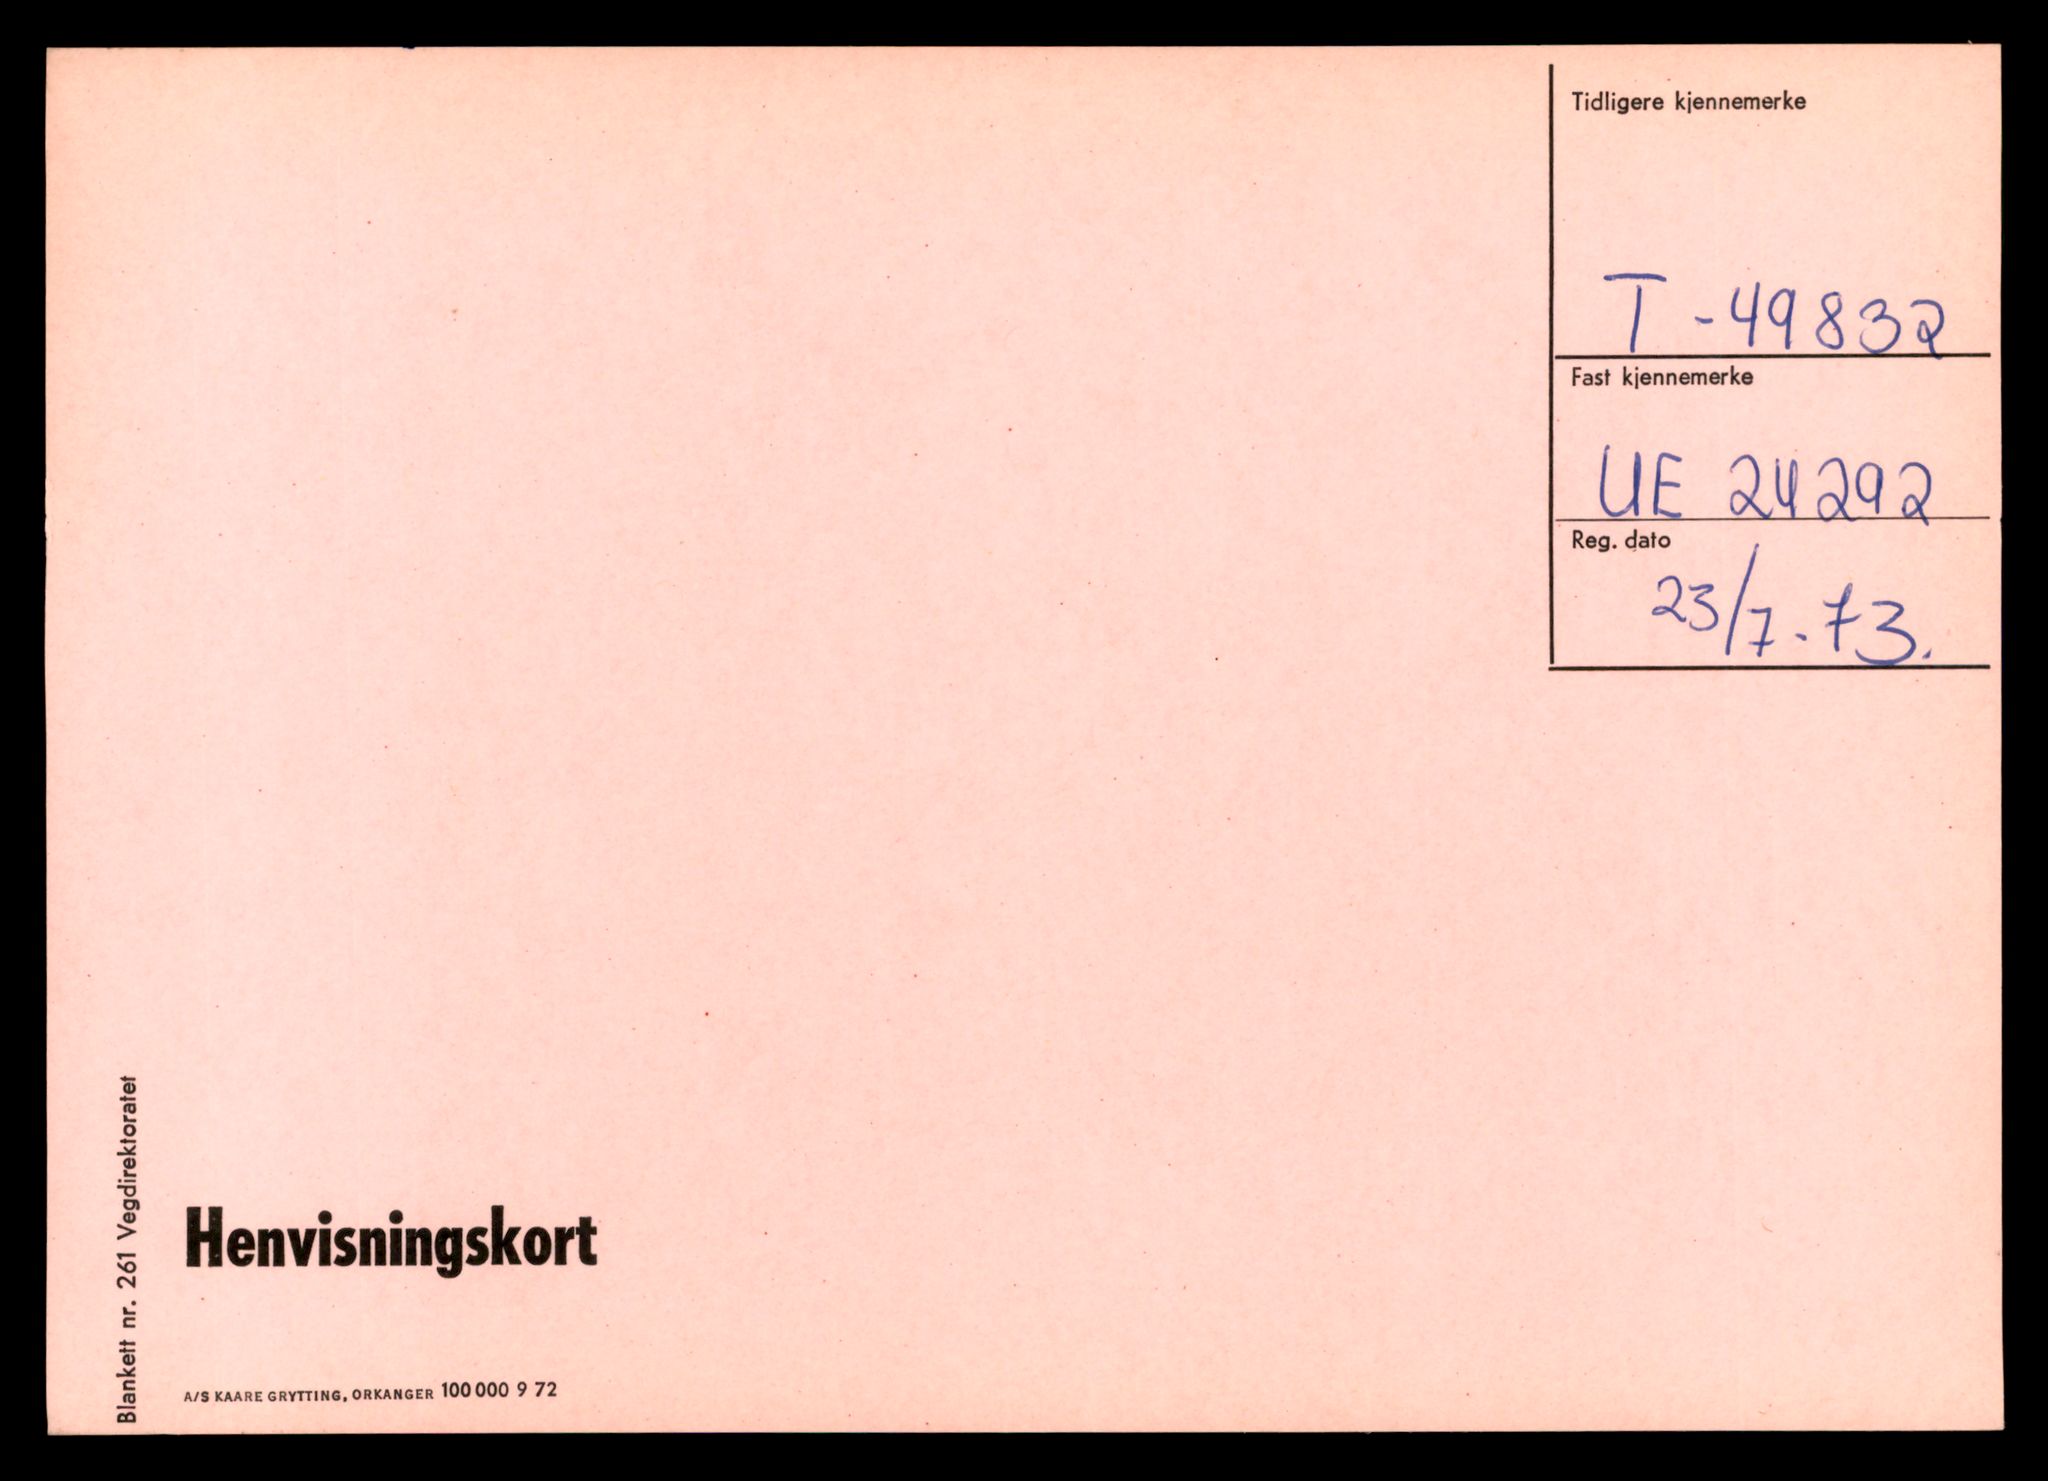 Tidligere kjennemerke
T - 49832
Fast kjennemerke
UE 24292
Reg. dato
23/7-73.
Henvisningskort
A/S KAARE GRYTTING, ORKANGER 100 000 9 72
Blankett nr. 261 Vegdirektoratet